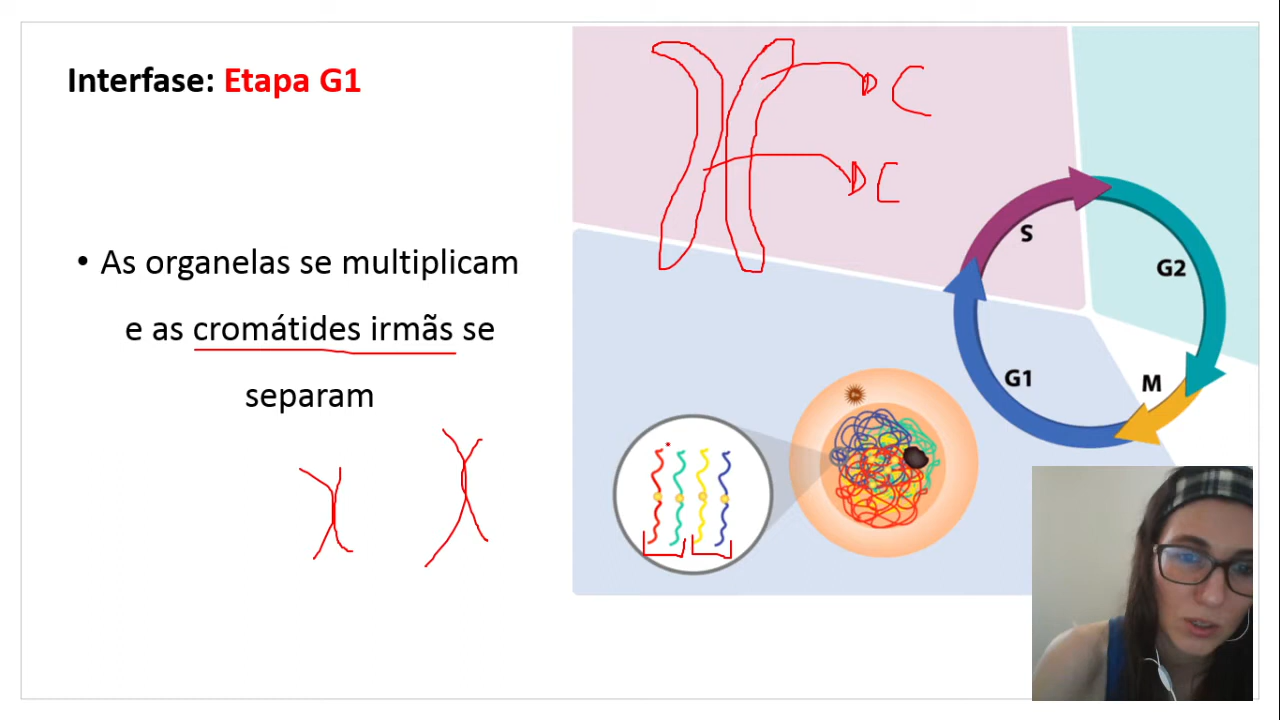 Interfase: Etapa G1
• As organelas se multiplicam
e as cromátides irmãs se
separam
C
C
S
G2
G1
M